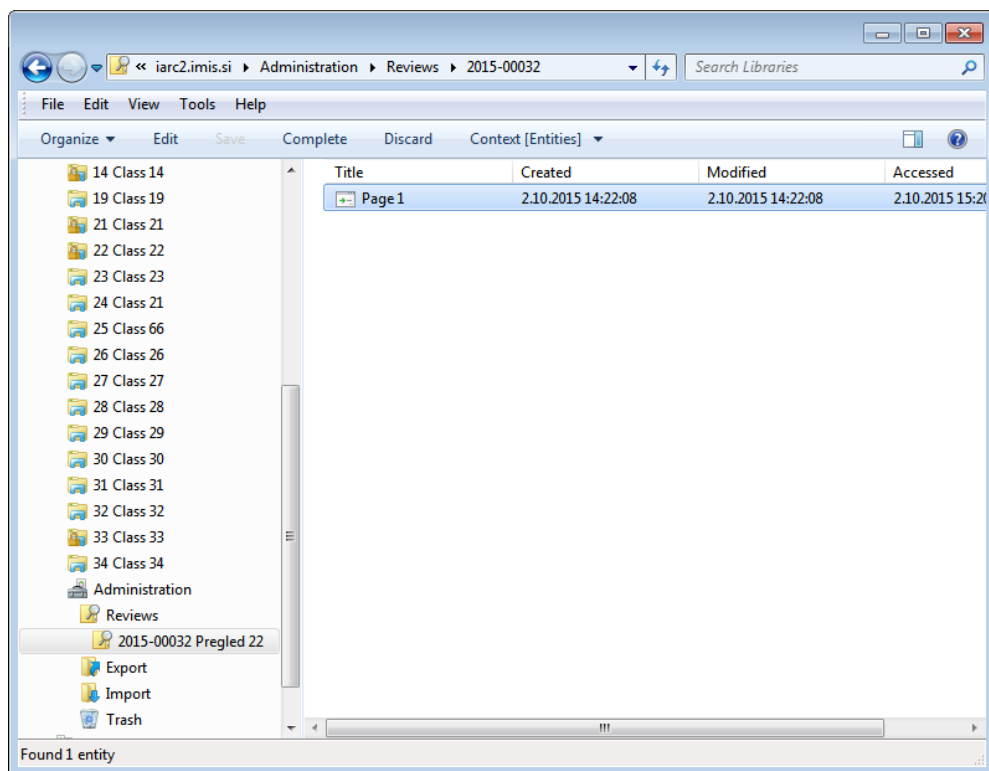 « iarc2.imis.si Administration Reviews 2015-00032 Search Libraries
File Edit View Tools Help
Organize Edit Save Complete Discard Context [Entities]
14 Class 14
19 Class 19
21 Class 21
22 Class 22
23 Class 23
24 Class 21
25 Class 66
26 Class 26
27 Class 27
28 Class 28
29 Class 29
30 Class 30
31 Class 31
32 Class 32
33 Class 33
34 Class 34
Administration
Reviews
2015-00032 Pregled 22
Export
Import
Trash
Title Created Modified Accessed
Page 1 2.10.2015 14:22:08 2.10.2015 14:22:08 2.10.2015 15:20
Found 1 entity